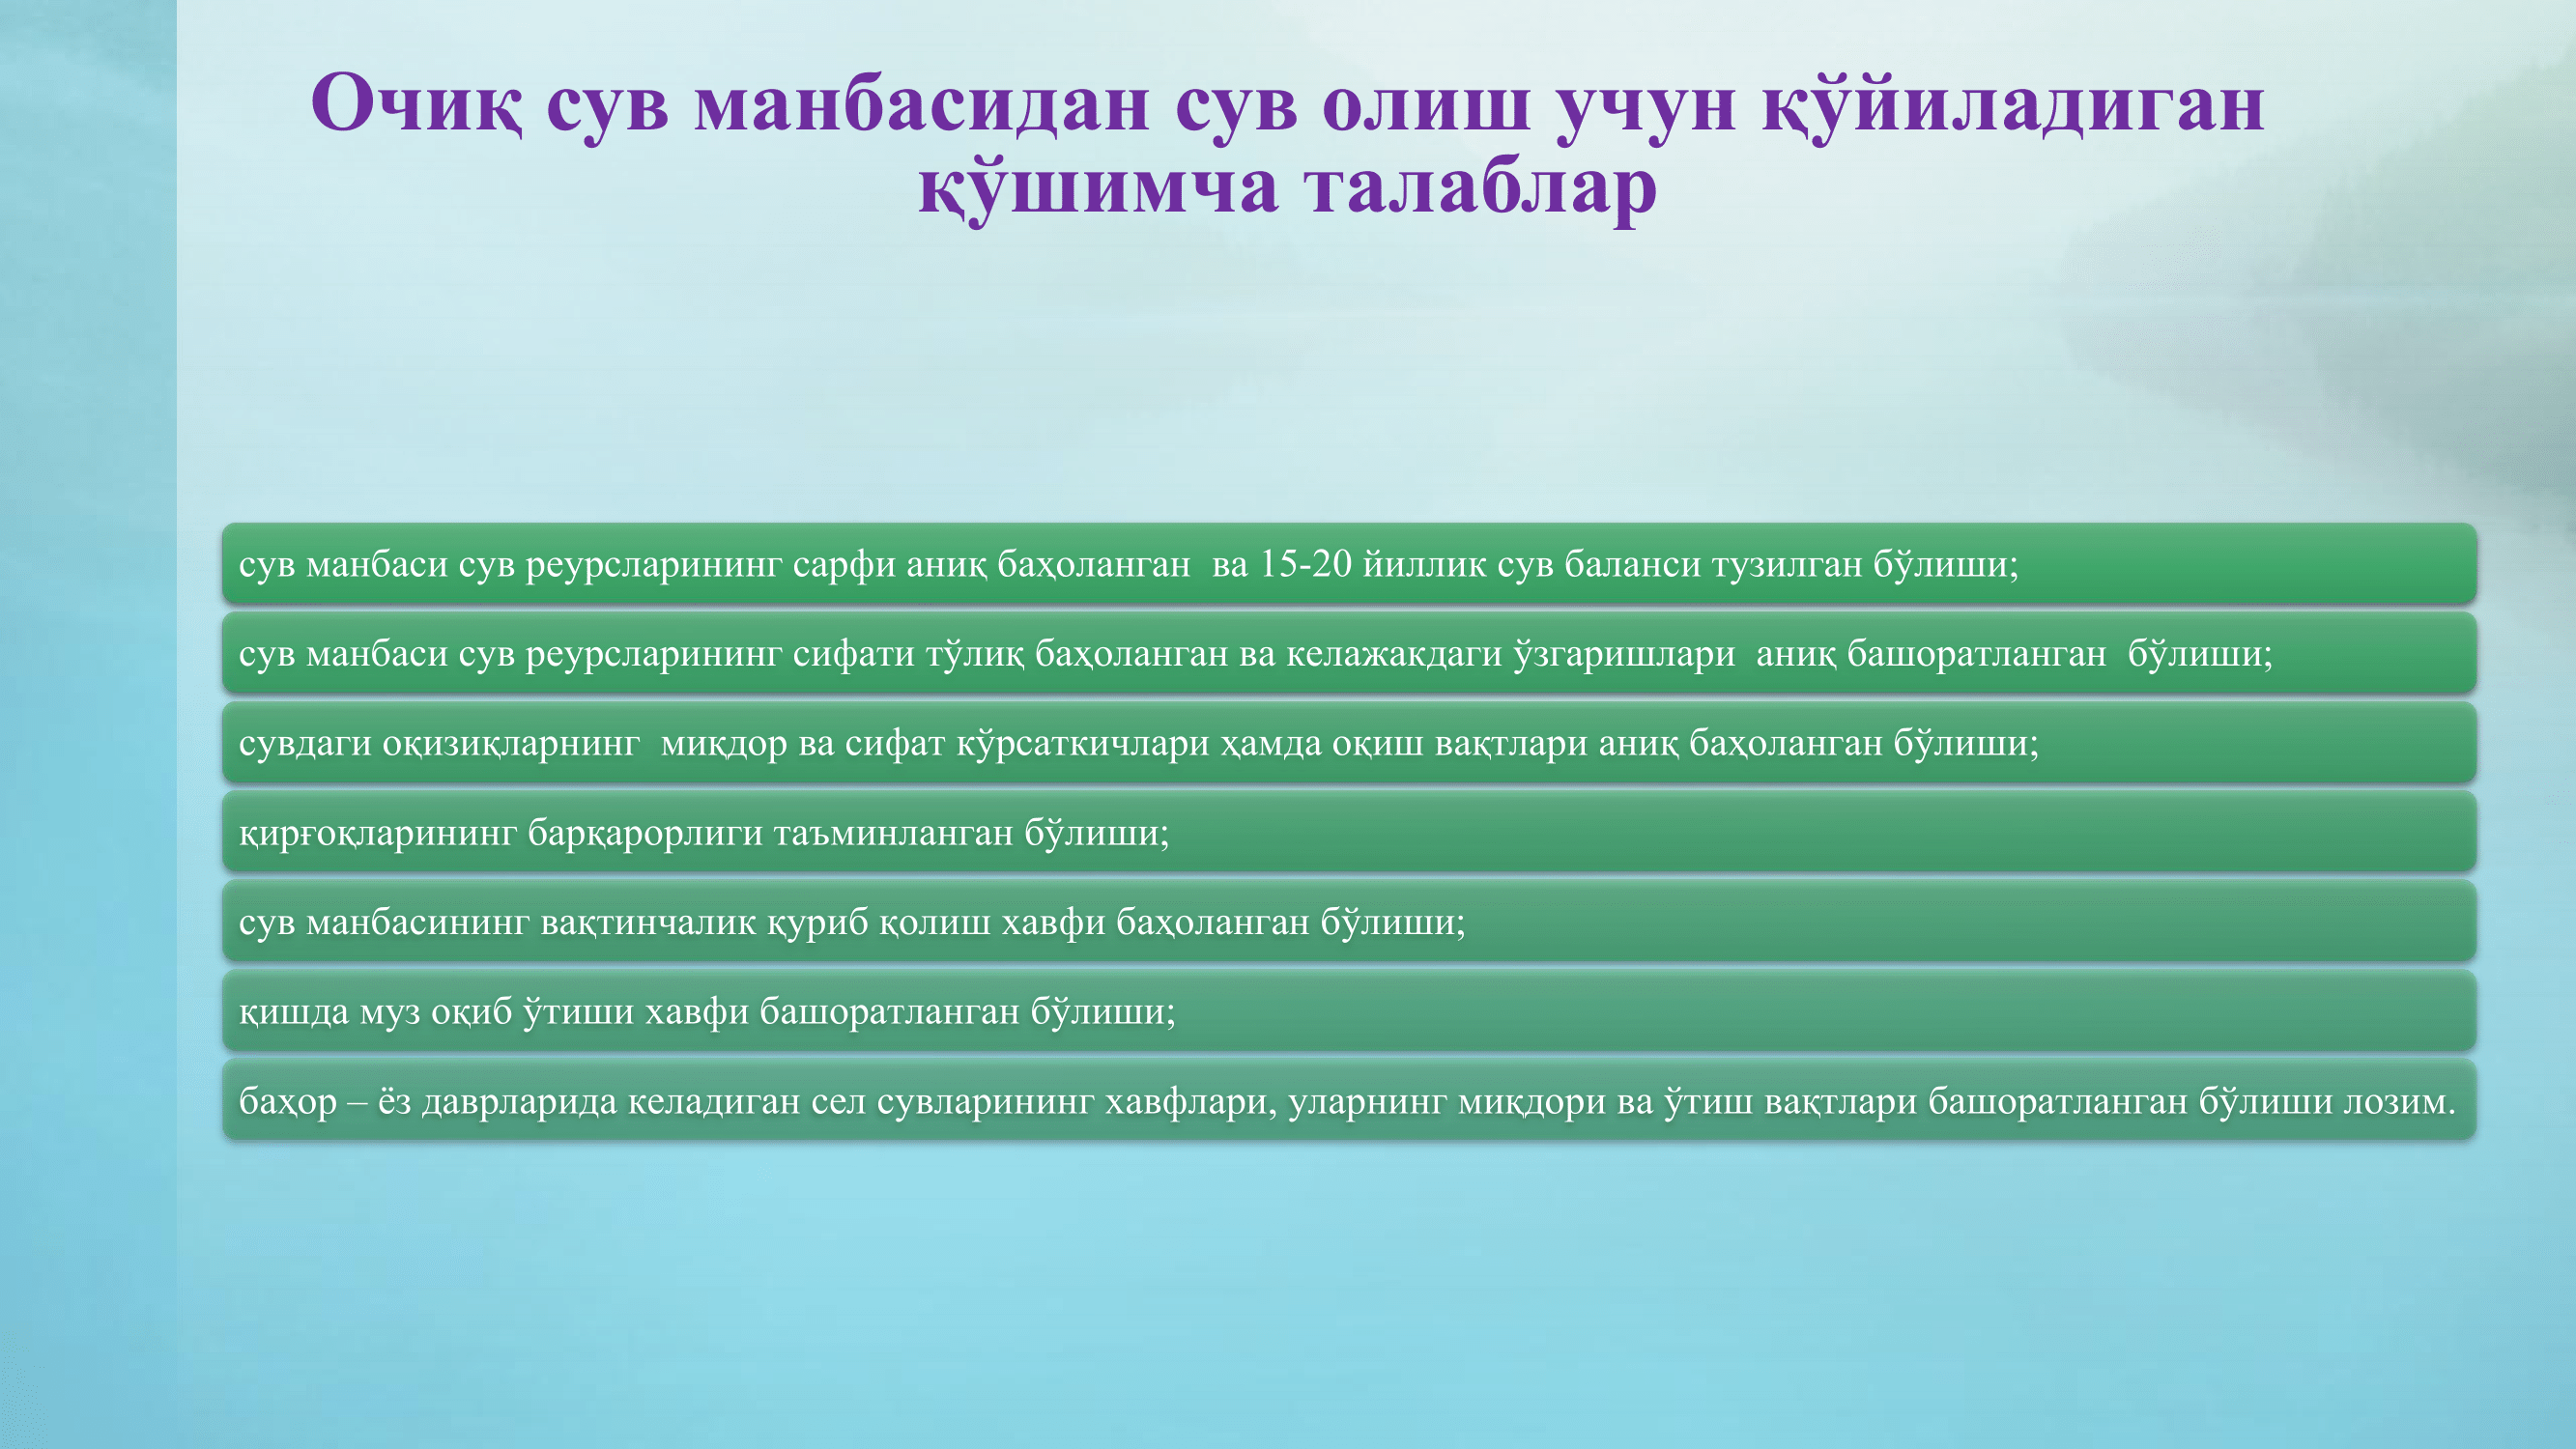 Очиқ сув манбасидан сув олиш учун қўйиладиган
қўшимча талаблар
сув манбаси сув реурсларининг сарфи аниқ баҳоланган  ва 15-20 йиллик сув баланси тузилган бўлиши;
сув манбаси сув реурсларининг сифати тўлиқ баҳоланган ва келажакдаги ўзгаришлари  аниқ башоратланган  бўлиши;
сувдаги оқизиқларнинг  миқдор ва сифат кўрсаткичлари ҳамда оқиш вақтлари аниқ баҳоланган бўлиши;
қирғоқларининг барқарорлиги таъминланган бўлиши;
сув манбасининг вақтинчалик қуриб қолиш хавфи баҳоланган бўлиши;
қишда муз оқиб ўтиши хавфи башоратланган бўлиши;
баҳор – ёз даврларида келадиган сел сувларининг хавфлари, уларнинг миқдори ва ўтиш вақтлари башоратланган бўлиши лозим.